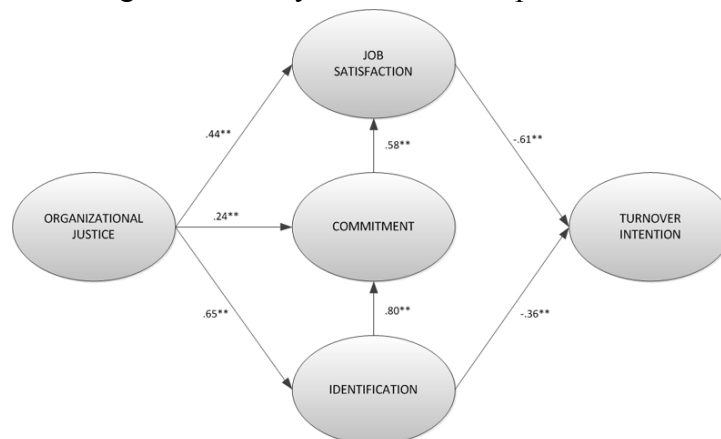 JOB
SATISFACTION
.44**
.58**
-.61**
ORGANIZATIONAL
JUSTICE
.24**
COMMITMENT
TURNOVER
INTENTION
.65**
.80**
-.36**
IDENTIFICATION